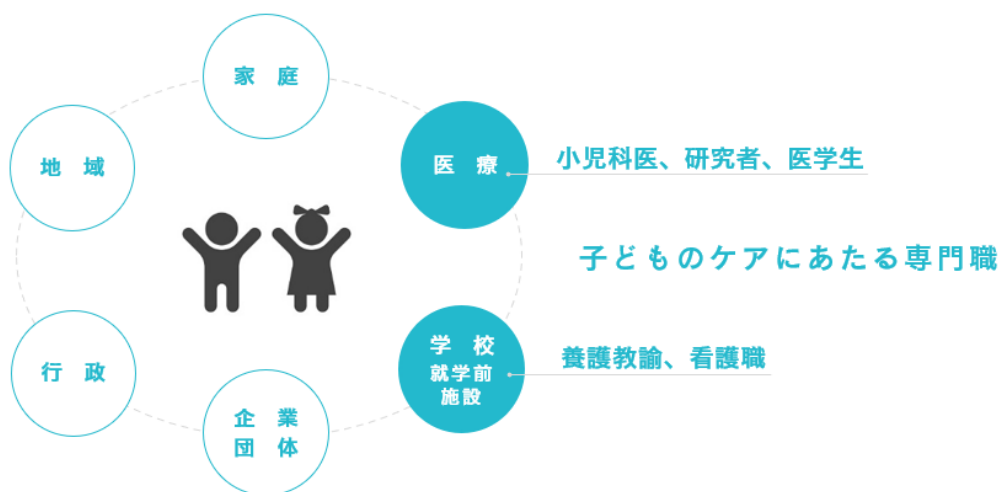 家 庭
医 療
小児科医、研究者、医学生
地 域
子どものケアにあたる専門職
学 校
就学前
施設
養護教諭、看護職
行 政
企 業
団 体